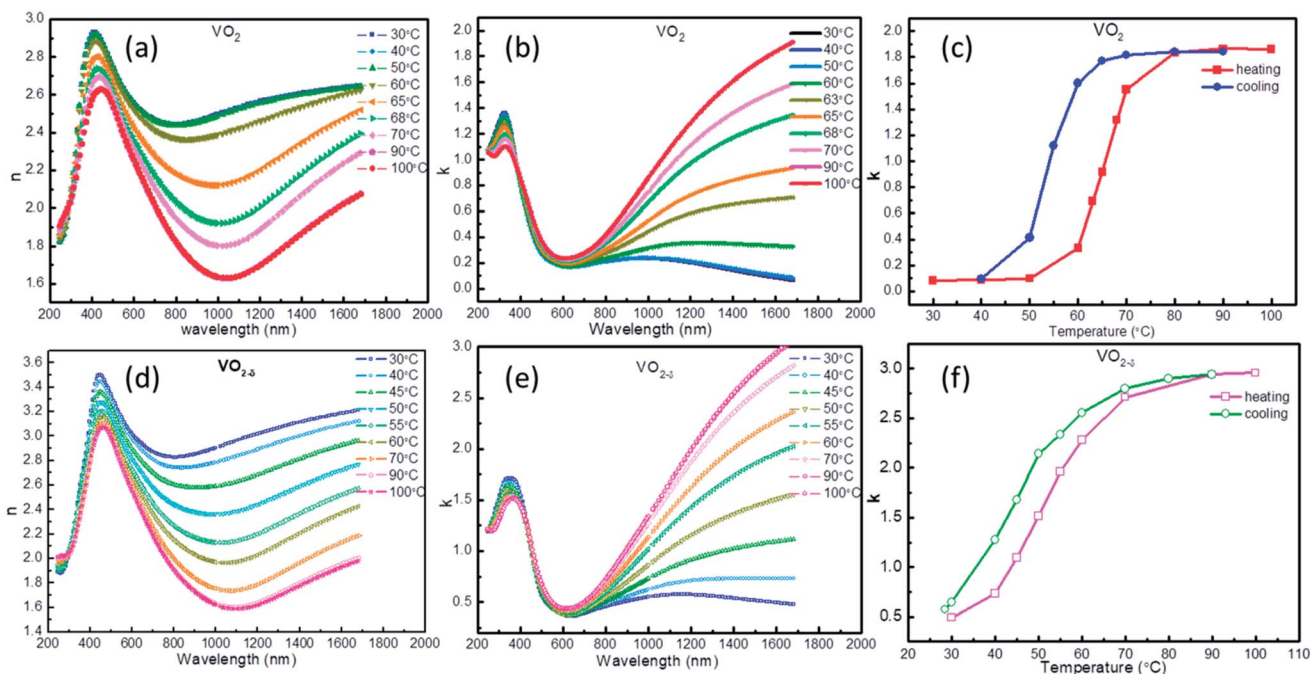 (a)
VO2
3.0
2.8
2.6
2.4
2.2
2.0
1.8
1.6
n
30°C
40°C
50°C
60°C
65°C
68°C
70°C
90°C
100°C
200 400 600 800 1000 1200 1400 1600 1800 2000
wavelength (nm)
(b)
VO2
2.0
1.8
1.6
1.4
1.2
1.0
0.8
0.6
0.4
0.2
0.0
k
30°C
40°C
50°C
60°C
63°C
65°C
68°C
70°C
90°C
100°C
200 400 600 800 1000 1200 1400 1600 1800 2000
Wavelength (nm)
(c)
VO2
2.0
1.8
1.6
1.4
1.2
1.0
0.8
0.6
0.4
0.2
0.0
k
heating
cooling
30 40 50 60 70 80 90 100
Temperature (°C)
(d)
VO2-δ
3.6
3.4
3.2
3.0
2.8
2.6
2.4
2.2
2.0
1.8
1.6
1.4
n
30°C
40°C
45°C
50°C
55°C
60°C
70°C
90°C
100°C
200 400 600 800 1000 1200 1400 1600 1800 2000
Wavelength (nm)
(e)
VO2-δ
3.0
2.5
2.0
1.5
1.0
0.5
k
30°C
40°C
45°C
50°C
55°C
60°C
70°C
90°C
100°C
200 400 600 800 1000 1200 1400 1600 1800 2000
Wavelength (nm)
(f)
VO2-δ
3.0
2.5
2.0
1.5
1.0
0.5
k
heating
cooling
20 30 40 50 60 70 80 90 100 110
Temperature (°C)